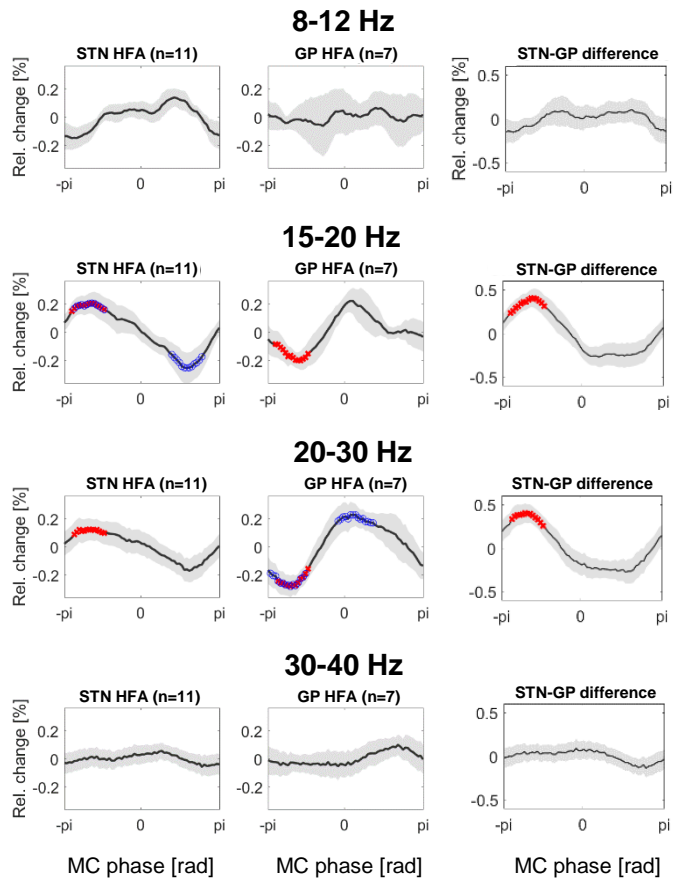 8-12 Hz
STN HFA (n=11)
GP HFA (n=7)
STN-GP difference
Rel. change [%]
0.2
0
-0.2
-pi
0
pi
-pi
0
pi
Rel. change [%]
0.5
0
-0.5
-pi
0
pi
15-20 Hz
STN HFA (n=11)
GP HFA (n=7)
STN-GP difference
Rel. change [%]
0.2
0
-0.2
-pi
0
pi
0.2
0
-0.2
-pi
0
pi
0.5
0
-0.5
-pi
0
pi
20-30 Hz
STN HFA (n=11)
GP HFA (n=7)
STN-GP difference
Rel. change [%]
0.2
0
-0.2
-pi
0
pi
0.2
0
-0.2
-pi
0
pi
0.5
0
-0.5
-pi
0
pi
30-40 Hz
STN HFA (n=11)
GP HFA (n=7)
STN-GP difference
Rel. change [%]
0.2
0
-0.2
-pi
0
pi
0.2
0
-0.2
-pi
0
pi
0.5
0
-0.5
-pi
0
pi
MC phase [rad]
MC phase [rad]
MC phase [rad]